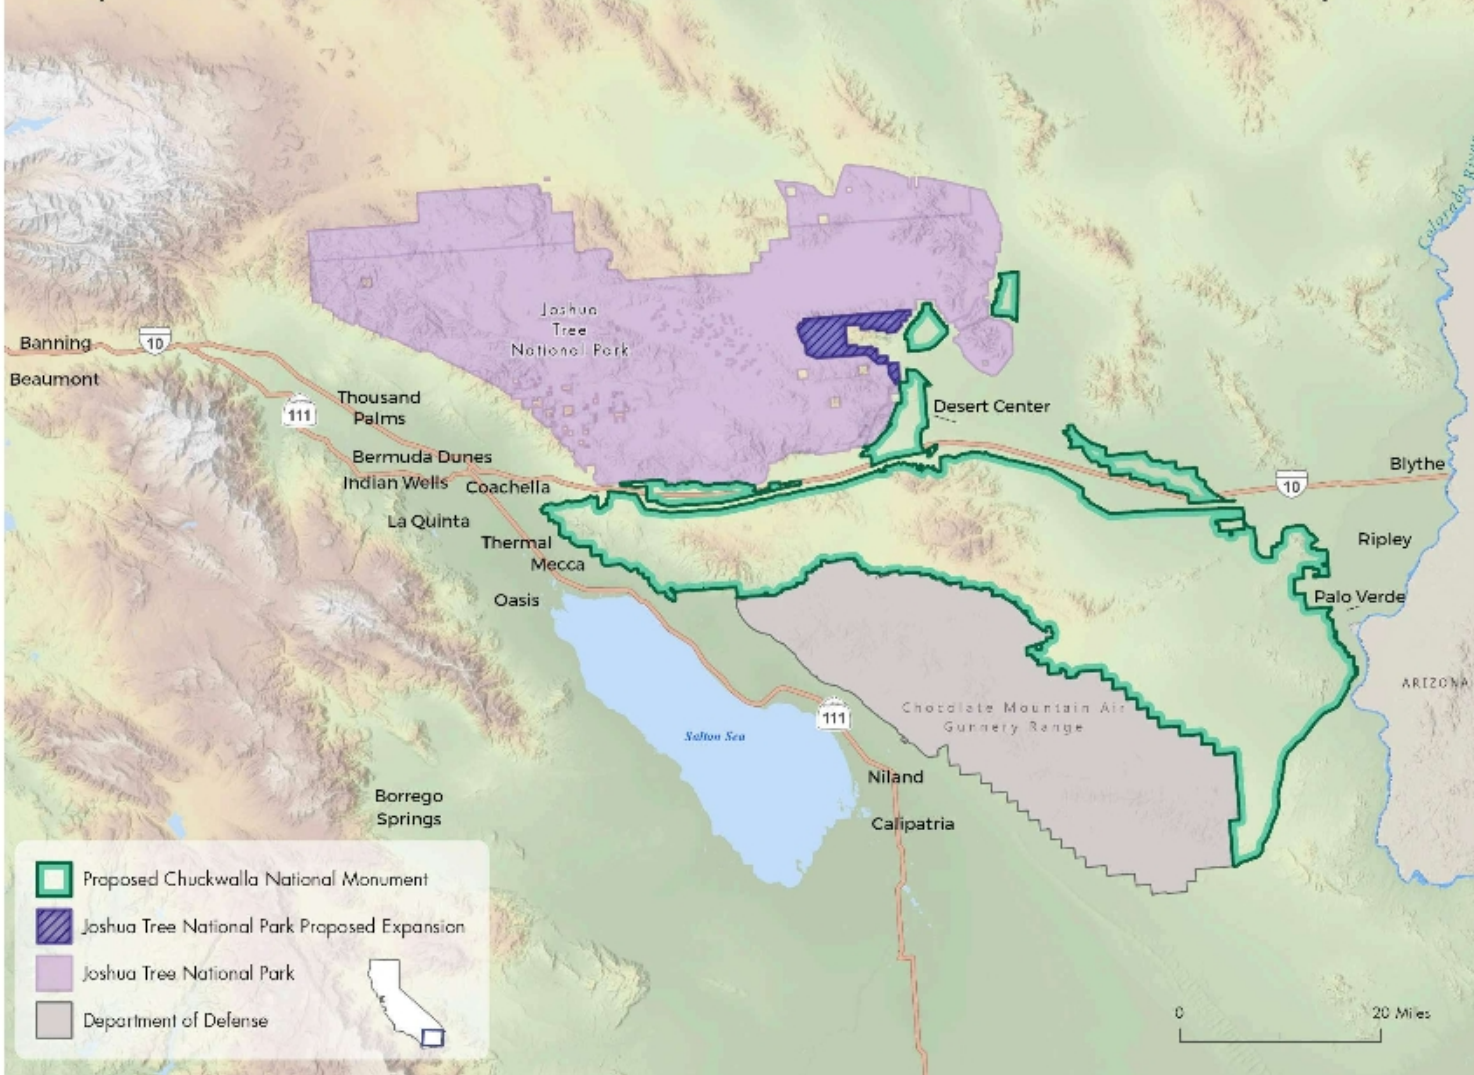 Colorado River
Joshua
Tree
National Park
Banning
10
Beaumont
111
Thousand
Palms
Desert Center
Bermuda Dunes
Indian Wells
Coachella
Blythe
10
La Quinta
Thermal
Mecca
Ripley
Oasis
Palo Verde
ARIZONA
Chocolate Mountain Air
Gunnery Range
111
Salton Sea
Niland
Borrego
Springs
Calipatria
Proposed Chuckwalla National Monument
Joshua Tree National Park Proposed Expansion
Joshua Tree National Park
Department of Defense
0 20 Miles